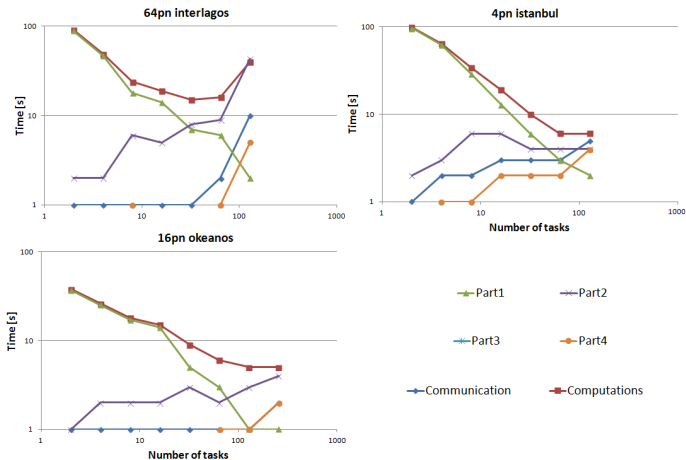 64pn interlagos
100
10
1
1
10
100
1000
Time [s]
4pn istanbul
100
10
1
1
10
100
1000
Time [s]
Number of tasks
16pn okeanos
100
10
1
1
10
100
1000
Time [s]
Number of tasks
Part1
Part2
Part3
Part4
Communication
Computations